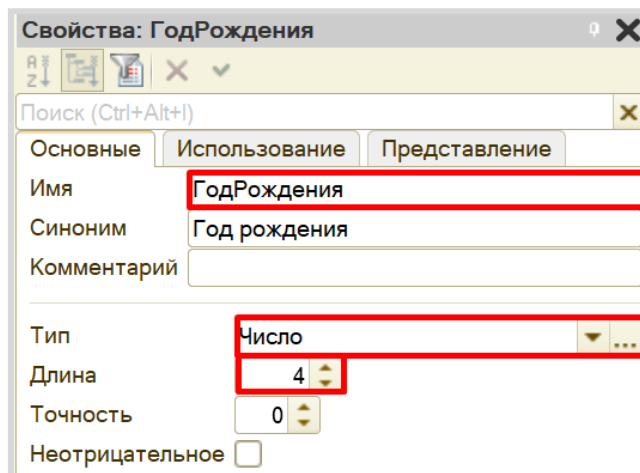 Свойства: ГодРождения
Поиск (Ctrl+Alt+I)
Основные Использование Представление
Имя ГодРождения
Синоним Год рождения
Комментарий
Тип Число ...
Длина 4
Точность 0
Неотрицательное